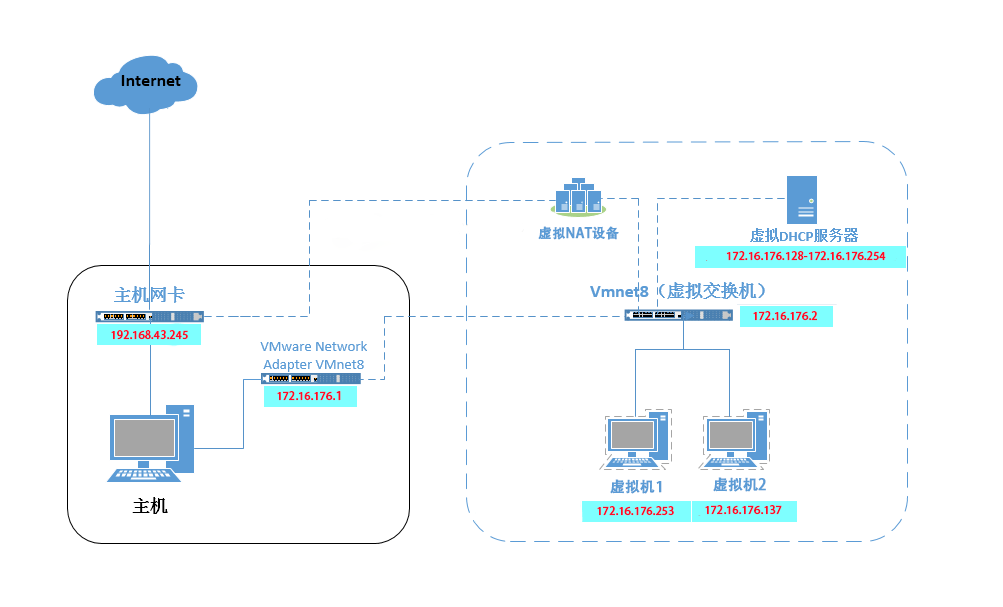 Internet
虚拟NAT设备
虚拟DHCP服务器
172.16.176.128-172.16.176.254
主机网卡
192.168.43.245
Vmnet8（虚拟交换机）
172.16.176.2
VMware Network
Adapter VMnet8
172.16.176.1
主机
虚拟机1
172.16.176.253
虚拟机2
172.16.176.137